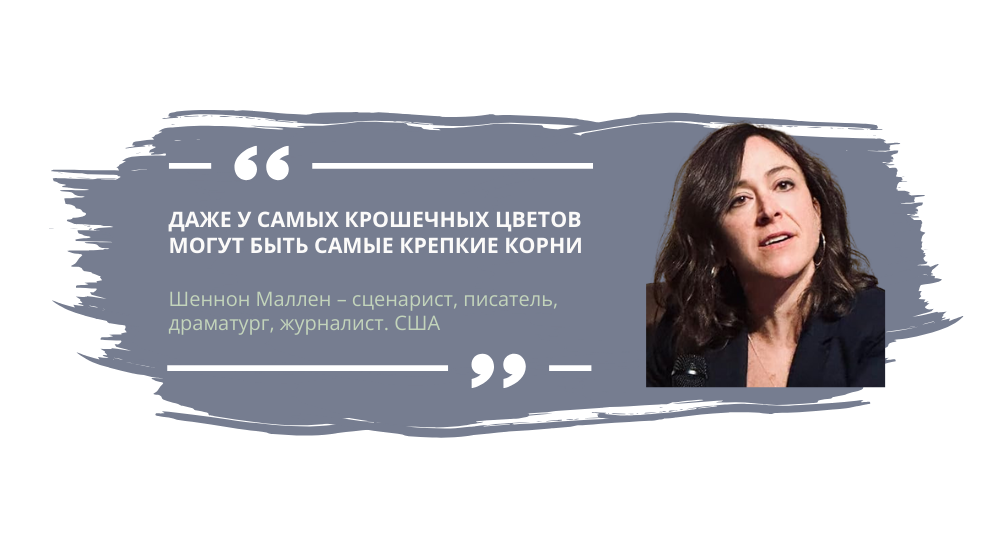 ДАЖЕ У САМЫХ КРОШЕЧНЫХ ЦВЕТОВ
МОГУТ БЫТЬ САМЫЕ КРЕПКИЕ КОРНИ
Шеннон Маллен – сценарист, писатель,
драматург, журналист. США